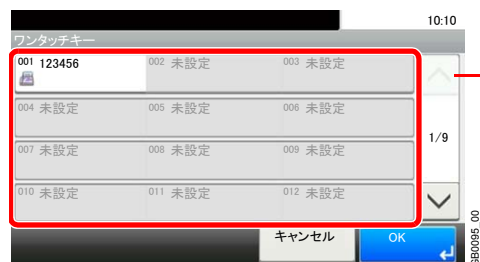 10:10
ワンタッチキー
001 123456 002 未設定 003 未設定
004 未設定 005 未設定 006 未設定
1/9
007 未設定 008 未設定 009 未設定
010 未設定 011 未設定 012 未設定
キャンセル OK
GB0095_00